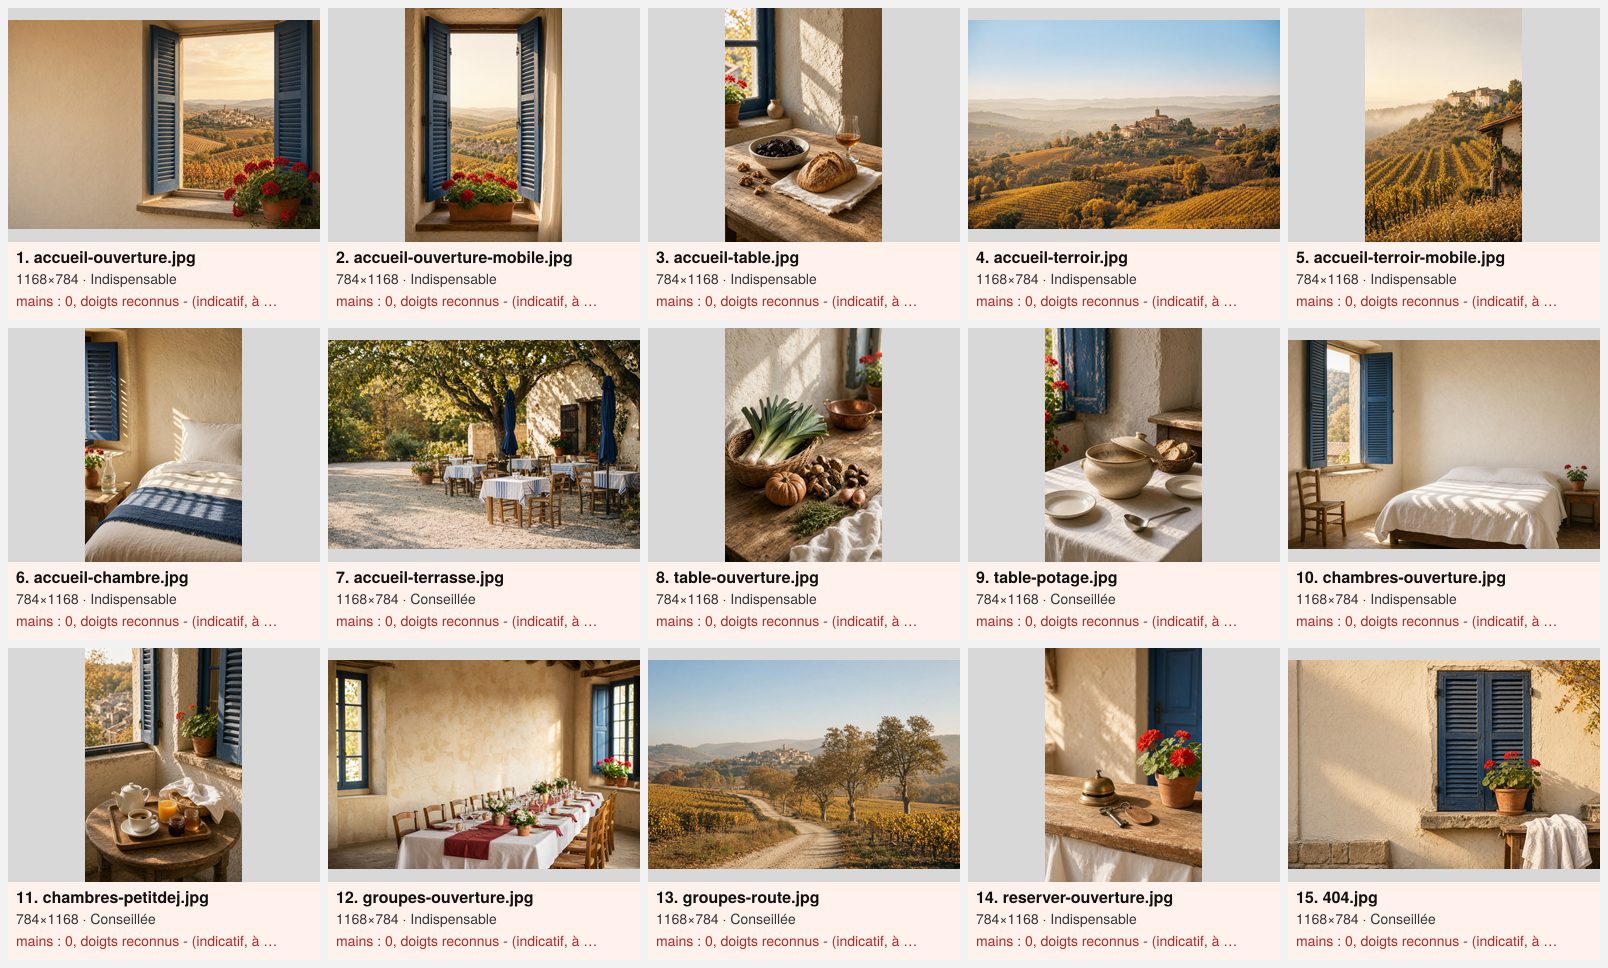 1. accueil-ouverture.jpg
1168×784 · Indispensable
mains : 0, doigts reconnus - (indicatif, à …
2. accueil-ouverture-mobile.jpg
784×1168 · Indispensable
mains : 0, doigts reconnus - (indicatif, à …
3. accueil-table.jpg
784×1168 · Indispensable
mains : 0, doigts reconnus - (indicatif, à …
4. accueil-terroir.jpg
1168×784 · Indispensable
mains : 0, doigts reconnus - (indicatif, à …
5. accueil-terroir-mobile.jpg
784×1168 · Indispensable
mains : 0, doigts reconnus - (indicatif, à …
6. accueil-chambre.jpg
784×1168 · Indispensable
mains : 0, doigts reconnus - (indicatif, à …
7. accueil-terrasse.jpg
1168×784 · Conseillée
mains : 0, doigts reconnus - (indicatif, à …
8. table-ouverture.jpg
784×1168 · Indispensable
mains : 0, doigts reconnus - (indicatif, à …
9. table-potage.jpg
784×1168 · Conseillée
mains : 0, doigts reconnus - (indicatif, à …
10. chambres-ouverture.jpg
1168×784 · Indispensable
mains : 0, doigts reconnus - (indicatif, à …
11. chambres-petitdej.jpg
784×1168 · Conseillée
mains : 0, doigts reconnus - (indicatif, à …
12. groupes-ouverture.jpg
1168×784 · Indispensable
mains : 0, doigts reconnus - (indicatif, à …
13. groupes-route.jpg
1168×784 · Conseillée
mains : 0, doigts reconnus - (indicatif, à …
14. reserver-ouverture.jpg
784×1168 · Indispensable
mains : 0, doigts reconnus - (indicatif, à …
15. 404.jpg
1168×784 · Conseillée
mains : 0, doigts reconnus - (indicatif, à …